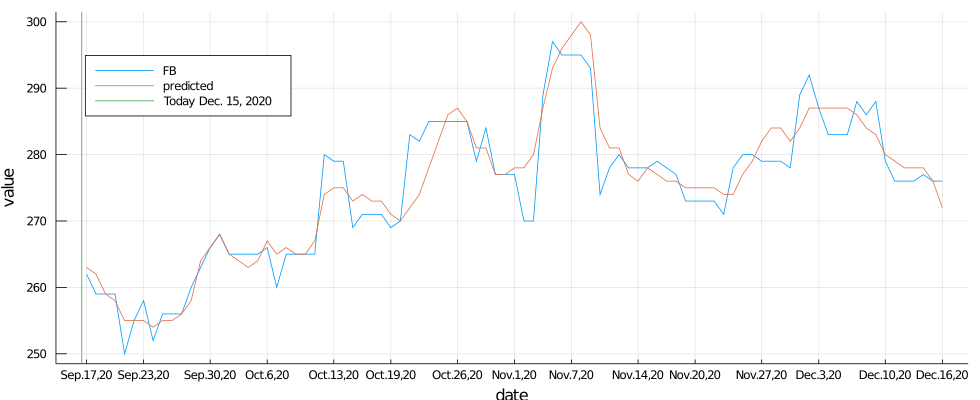 300
290
280
270
260
250
value
FB
predicted
Today Dec. 15, 2020
Sep.17,20 Sep.23,20 Sep.30,20 Oct.6,20 Oct.13,20 Oct.19,20 Oct.26,20 Nov.1,20 Nov.7,20 Nov.14,20 Nov.20,20 Nov.27,20 Dec.3,20 Dec.10,20 Dec.16,20
date